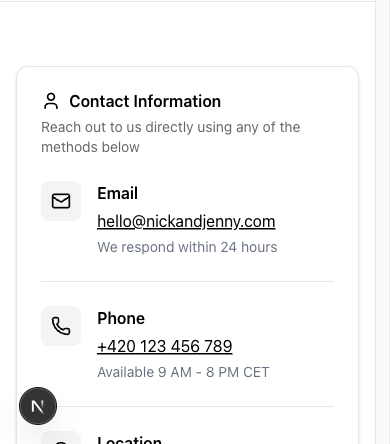 Contact Information
Reach out to us directly using any of the
methods below
Email
hello@nickandjenny.com
We respond within 24 hours
Phone
+420 123 456 789
Available 9 AM - 8 PM CET
N
Location